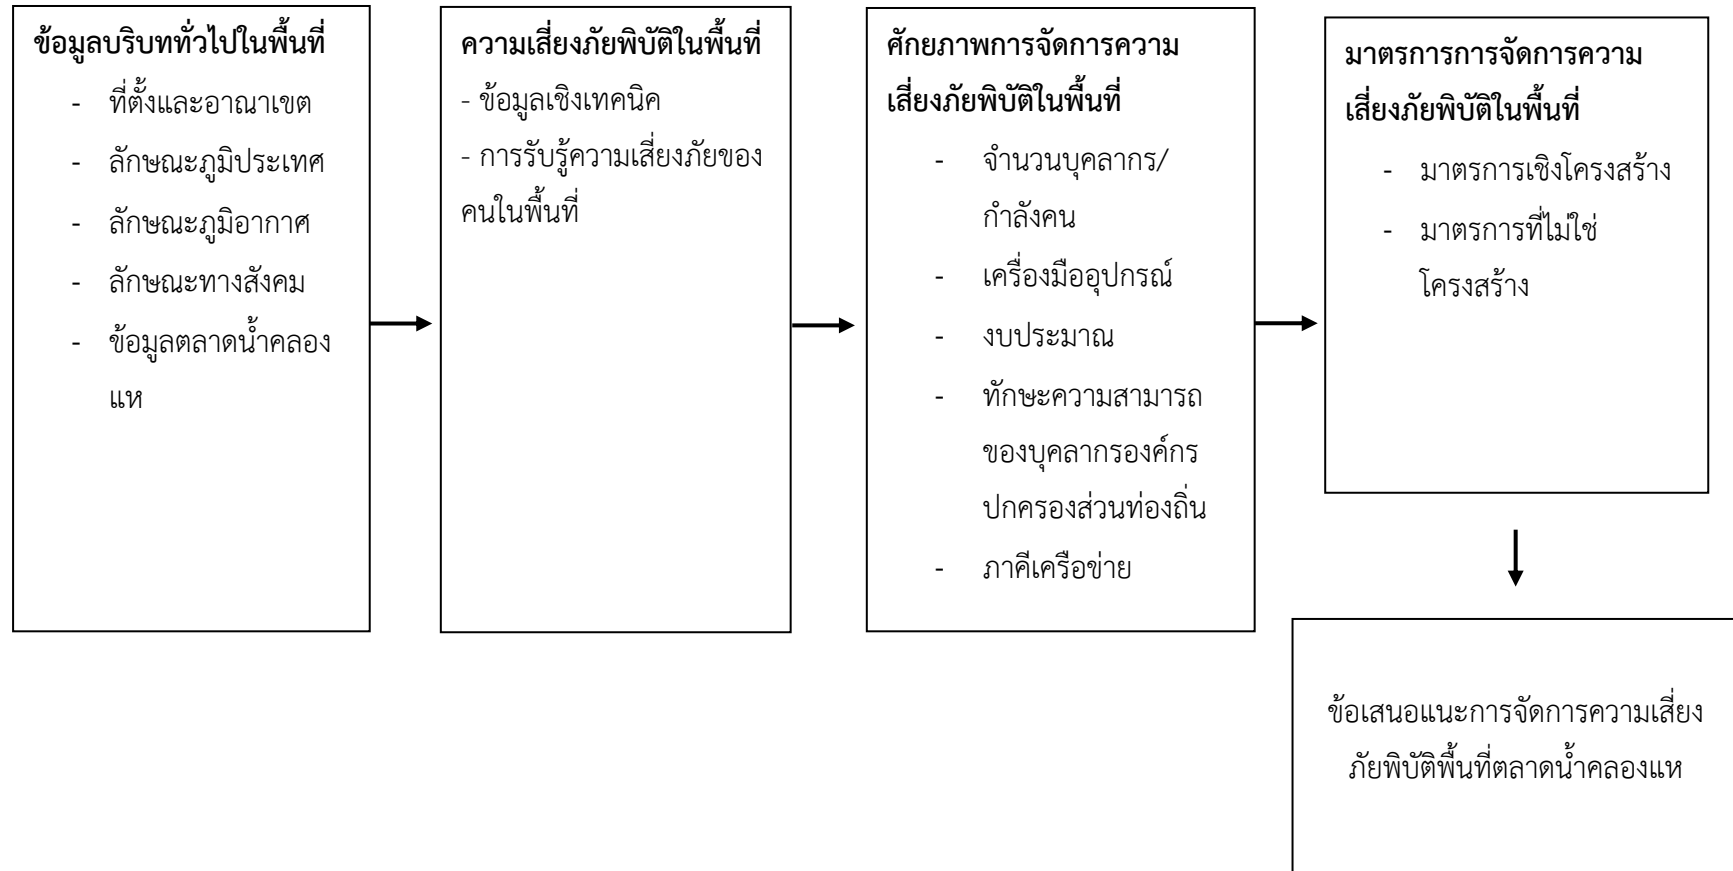 ข้อมูลบริบททั่วไปในพื้นที่
- ที่ตั้งและอาณาเขต
- ลักษณะภูมิประเทศ
- ลักษณะภูมิอากาศ
- ลักษณะทางสังคม
- ข้อมูลตลาดน้ำคลอง
แห
ความเสี่ยงภัยพิบัติในพื้นที่
- ข้อมูลเชิงเทคนิค
- การรับรู้ความเสี่ยงภัยของ
คนในพื้นที่
ศักยภาพการจัดการความ
เสี่ยงภัยพิบัติในพื้นที่
- จำนวนบุคลากร/
กำลังคน
- เครื่องมืออุปกรณ์
- งบประมาณ
- ทักษะความสามารถ
ของบุคลากรองค์กร
ปกครองส่วนท่องถิ่น
- ภาคีเครือข่าย
มาตรการการจัดการความ
เสี่ยงภัยพิบัติในพื้นที่
- มาตรการเชิงโครงสร้าง
- มาตรการที่ไม่ใช่
โครงสร้าง
ข้อเสนอแนะการจัดการความเสี่ยง
ภัยพิบัติพื้นที่ตลาดน้ำคลองแห